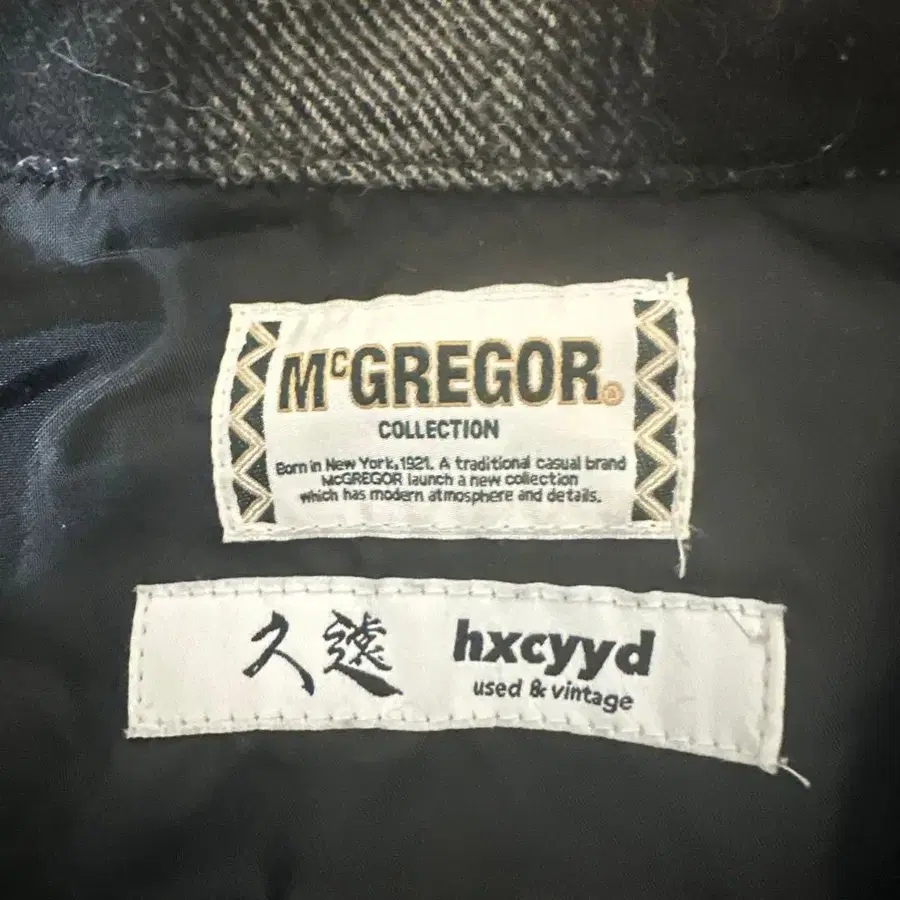 McGREGOR®
COLLECTION
Born in New York, 1921. A traditional casual brand
McGREGOR launch a new collection
which has modern atmosphere and details.
久遠 hxcyyd
used & vintage